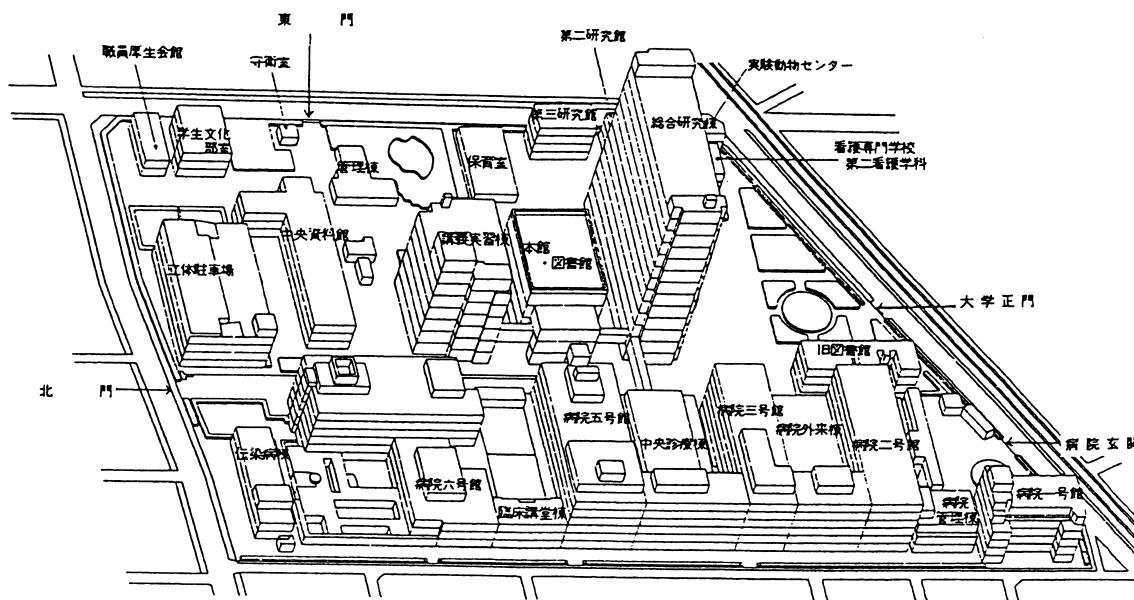 東 門
職員厚生会館
守衛室
第二研究館
実験動物センター
学生文化
部室
管理棟
保育室
第三研究館
総合研究棟
看護専門学校
第二看護学科
中央資料館
講義実習棟
本館
・図書館
立体駐車場
大学正門
旧図書館
北 門
伝染病棟
病院六号館
臨床講堂棟
病院五号館
中央診療棟
病院三号館
病院外来棟
病院二号館
病院玄関
病院
管理棟
病院一号館